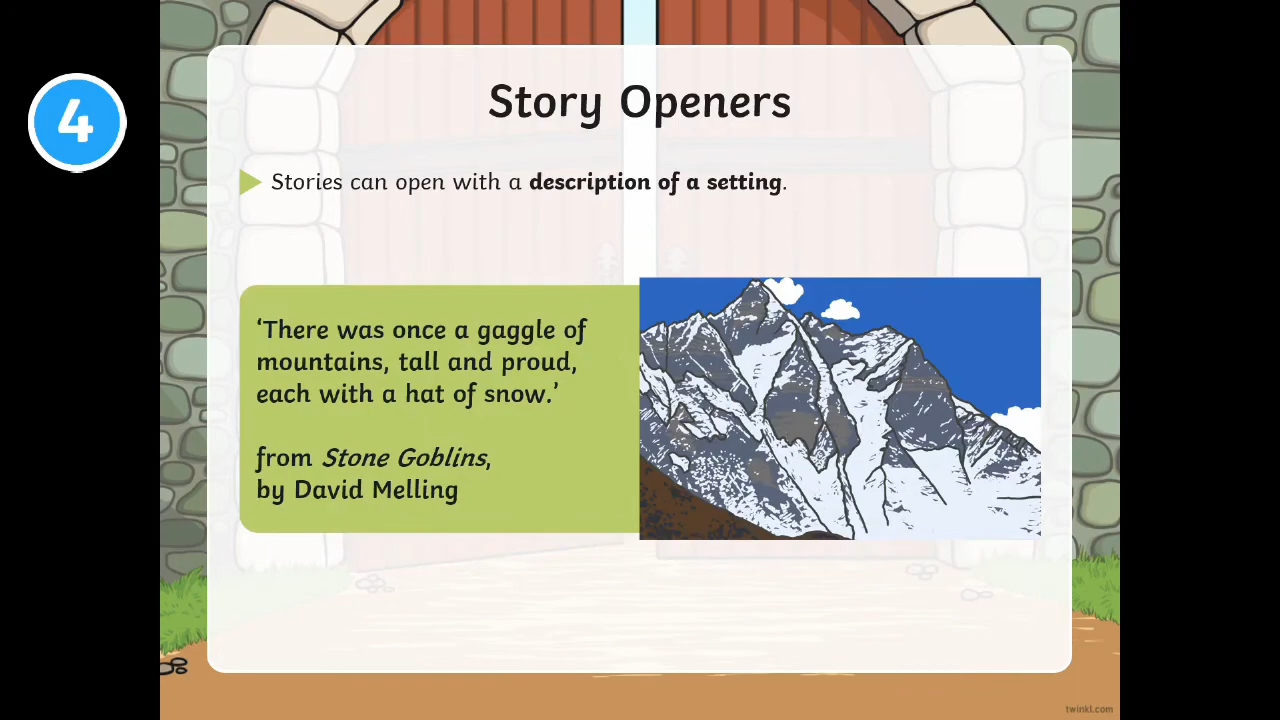 4
Story Openers
Stories can open with a description of a setting.
‘There was once a gaggle of
mountains, tall and proud,
each with a hat of snow.’
from Stone Goblins,
by David Melling
twinkl.com